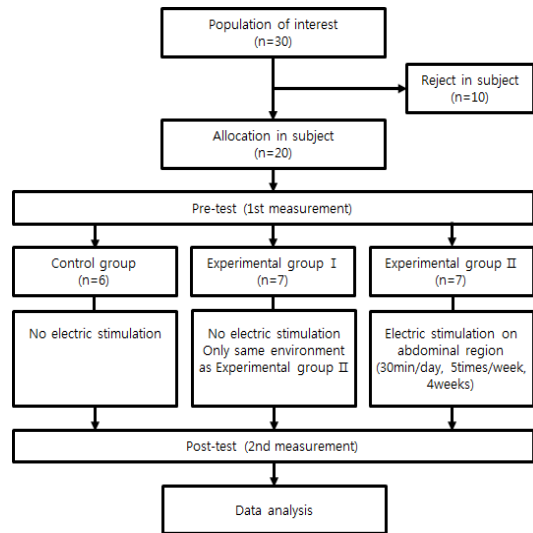 Population of interest
(n=30)
Reject in subject
(n=10)
Allocation in subject
(n=20)
Pre-test (1st measurement)
Control group
(n=6)
Experimental group Ⅰ
(n=7)
Experimental group Ⅱ
(n=7)
No electric stimulation
No electric stimulation
Only same environment
as Experimental group Ⅱ
Electric stimulation on
abdominal region
(30min/day, 5times/week,
4weeks)
Post-test (2nd measurement)
Data analysis